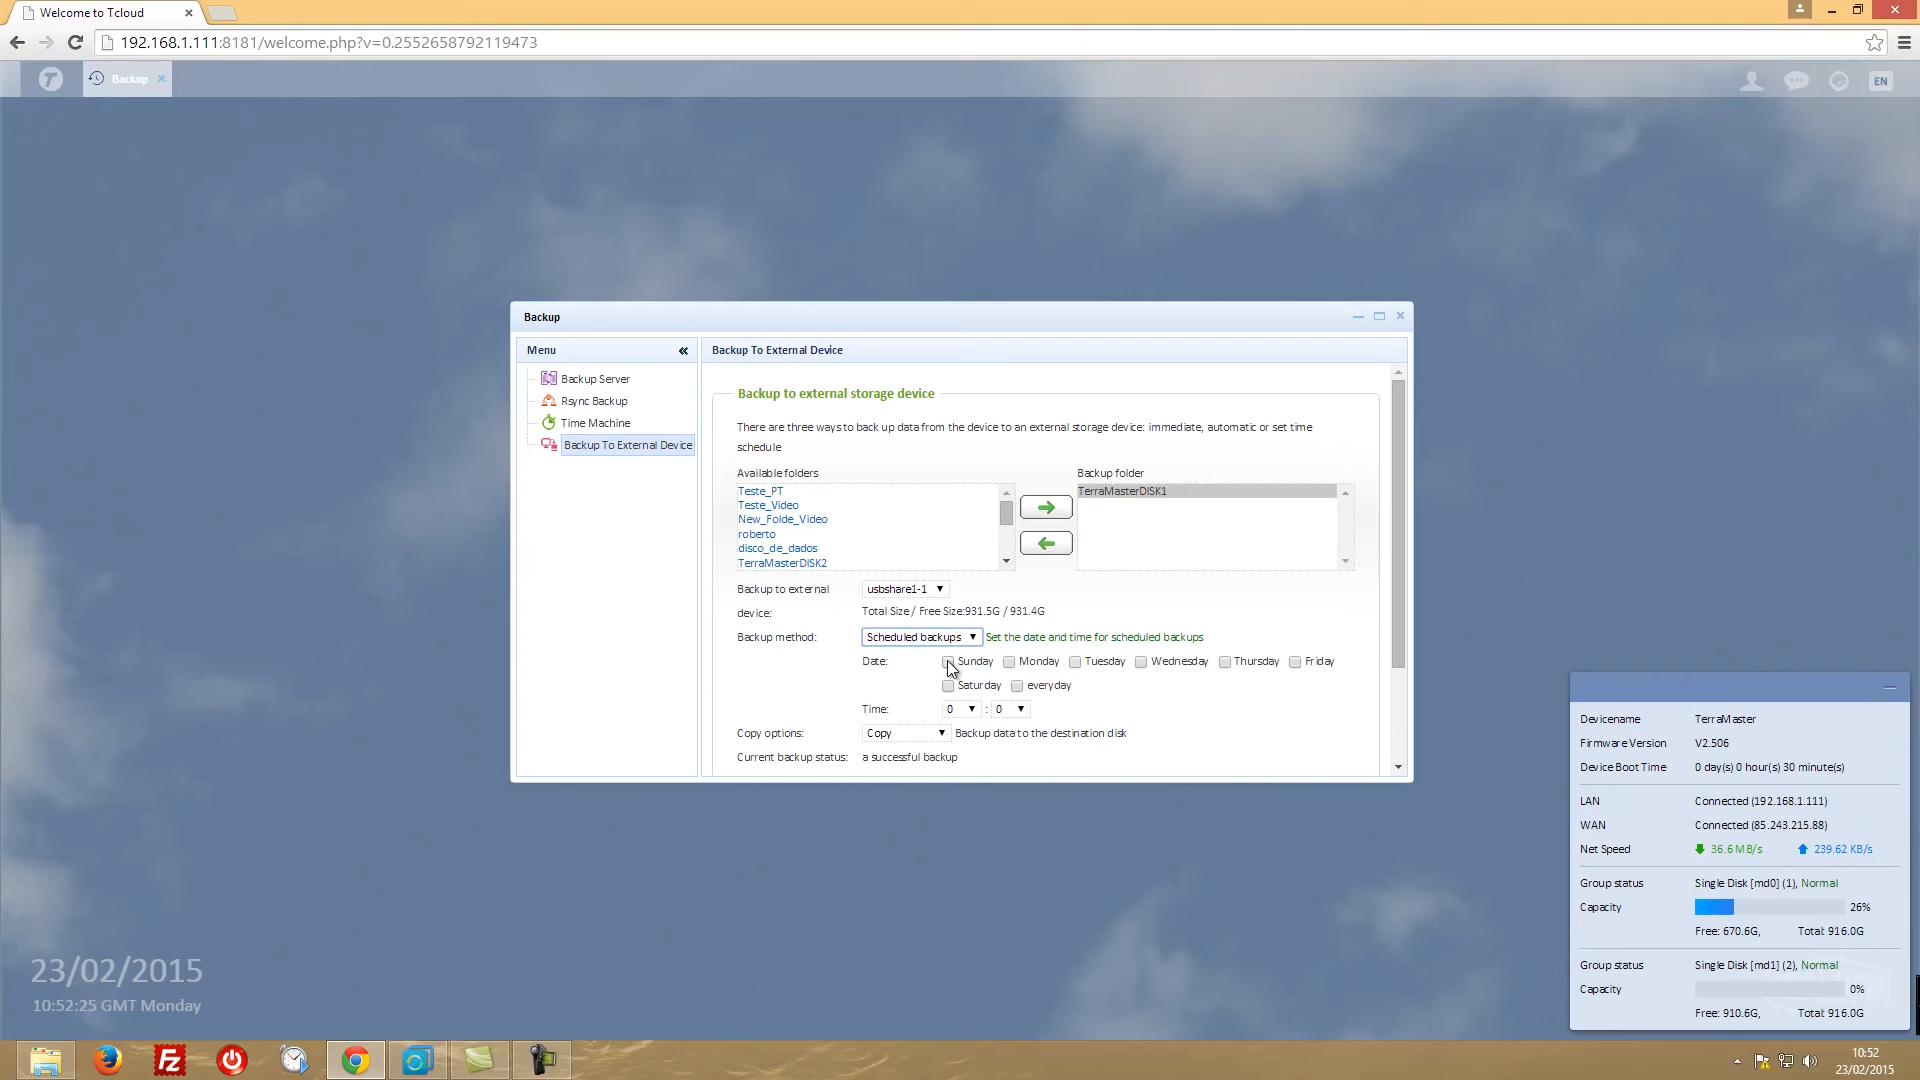 Welcome to Tcloud
192.168.1.111:8181/welcome.php?v=0.2552658792119473
Backup
EN
Backup
Menu
Backup To External Device
Backup Server
Rsync Backup
Time Machine
Backup To External Device
Backup to external storage device
There are three ways to back up data from the device to an external storage device: immediate, automatic or set time
schedule
Available folders
Backup folder
Teste_PT
Teste_Video
New_Folde_Video
roberto
disco_de_dados
TerraMasterDISK2
TerraMasterDISK1
Backup to external
device:
usbshare1-1
Total Size / Free Size:931.5G / 931.4G
Backup method:
Scheduled backups
Set the date and time for scheduled backups
Date:
Sunday Monday Tuesday Wednesday Thursday Friday
Saturday everyday
Time:
0 : 0
Copy options:
Copy
Backup data to the destination disk
Current backup status:
a successful backup
Devicename TerraMaster
Firmware Version V2.506
Device Boot Time 0 day(s) 0 hour(s) 30 minute(s)
LAN Connected (192.168.1.111)
WAN Connected (85.243.215.88)
Net Speed 36.6 MB/s 239.62 KB/s
Group status Single Disk [md0] (1), Normal
Capacity 26%
Free: 670.6G, Total: 916.0G
Group status Single Disk [md1] (2), Normal
Capacity 0%
Free: 910.6G, Total: 916.0G
23/02/2015
10:52:25 GMT Monday
10:52
23/02/2015